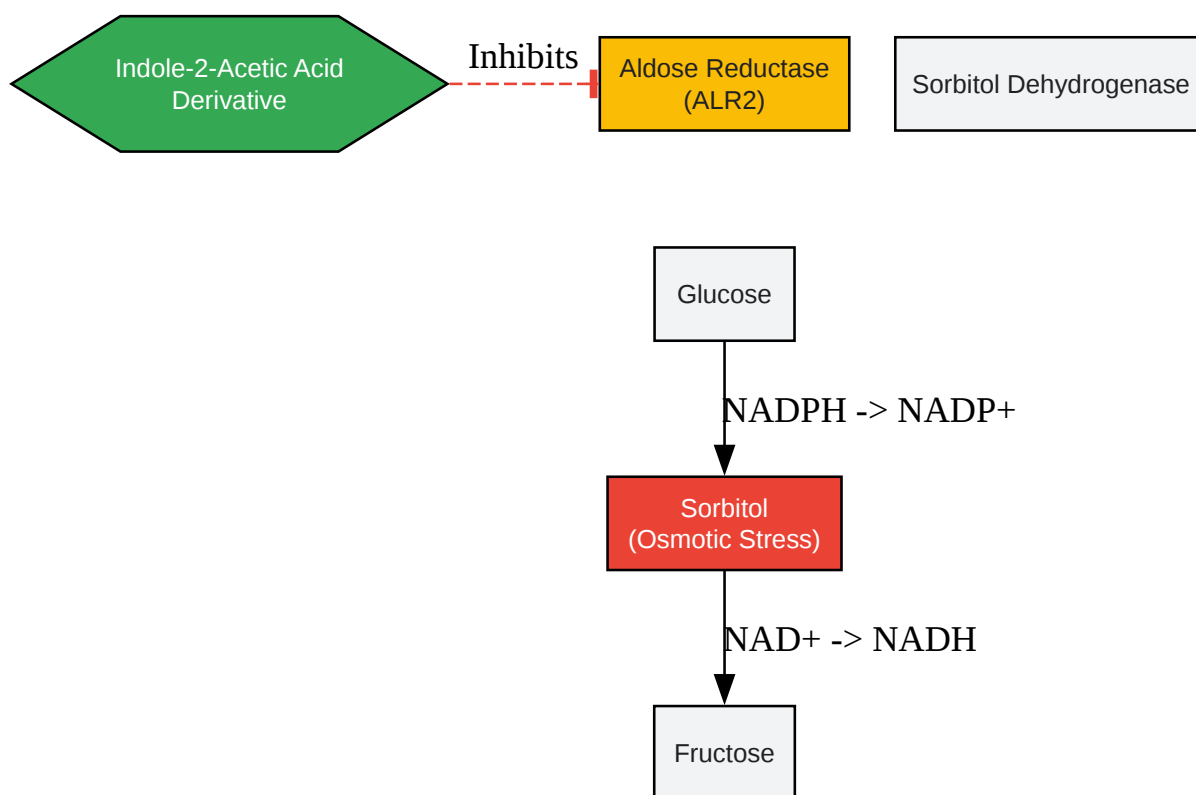 Indole-2-Acetic Acid
Derivative
Inhibits
Aldose Reductase
(ALR2)
Sorbitol Dehydrogenase
Glucose
NADPH -> NADP+
Sorbitol
(Osmotic Stress)
NAD+ -> NADH
Fructose